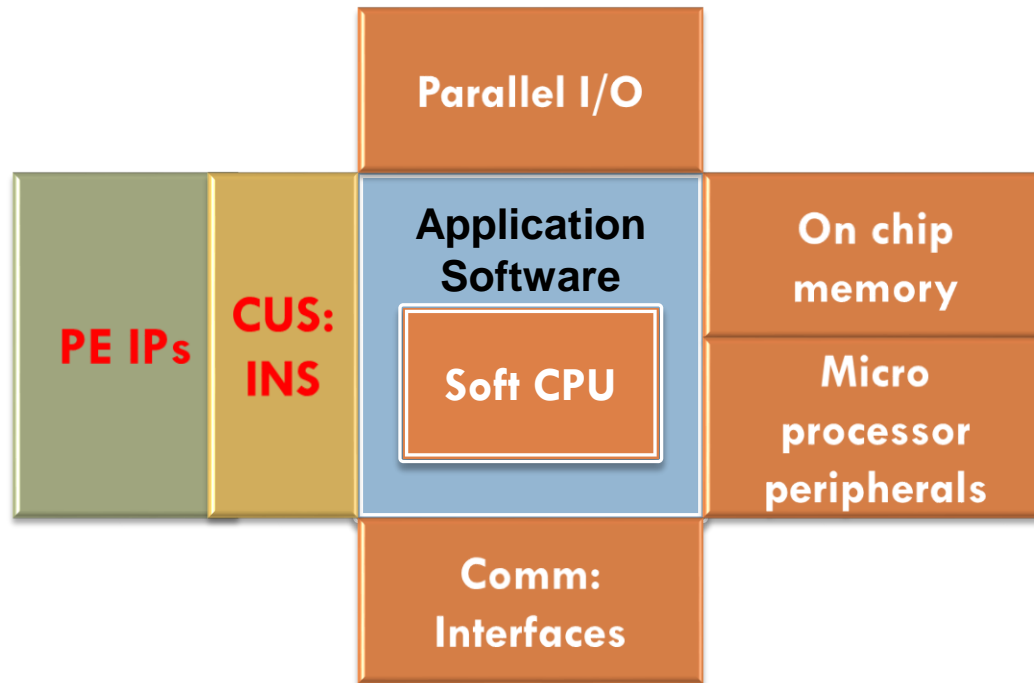 Parallel I/O
PE IPs
CUS:
INS
Application
Software
Soft CPU
On chip
memory
Micro
processor
peripherals
Comm:
Interfaces